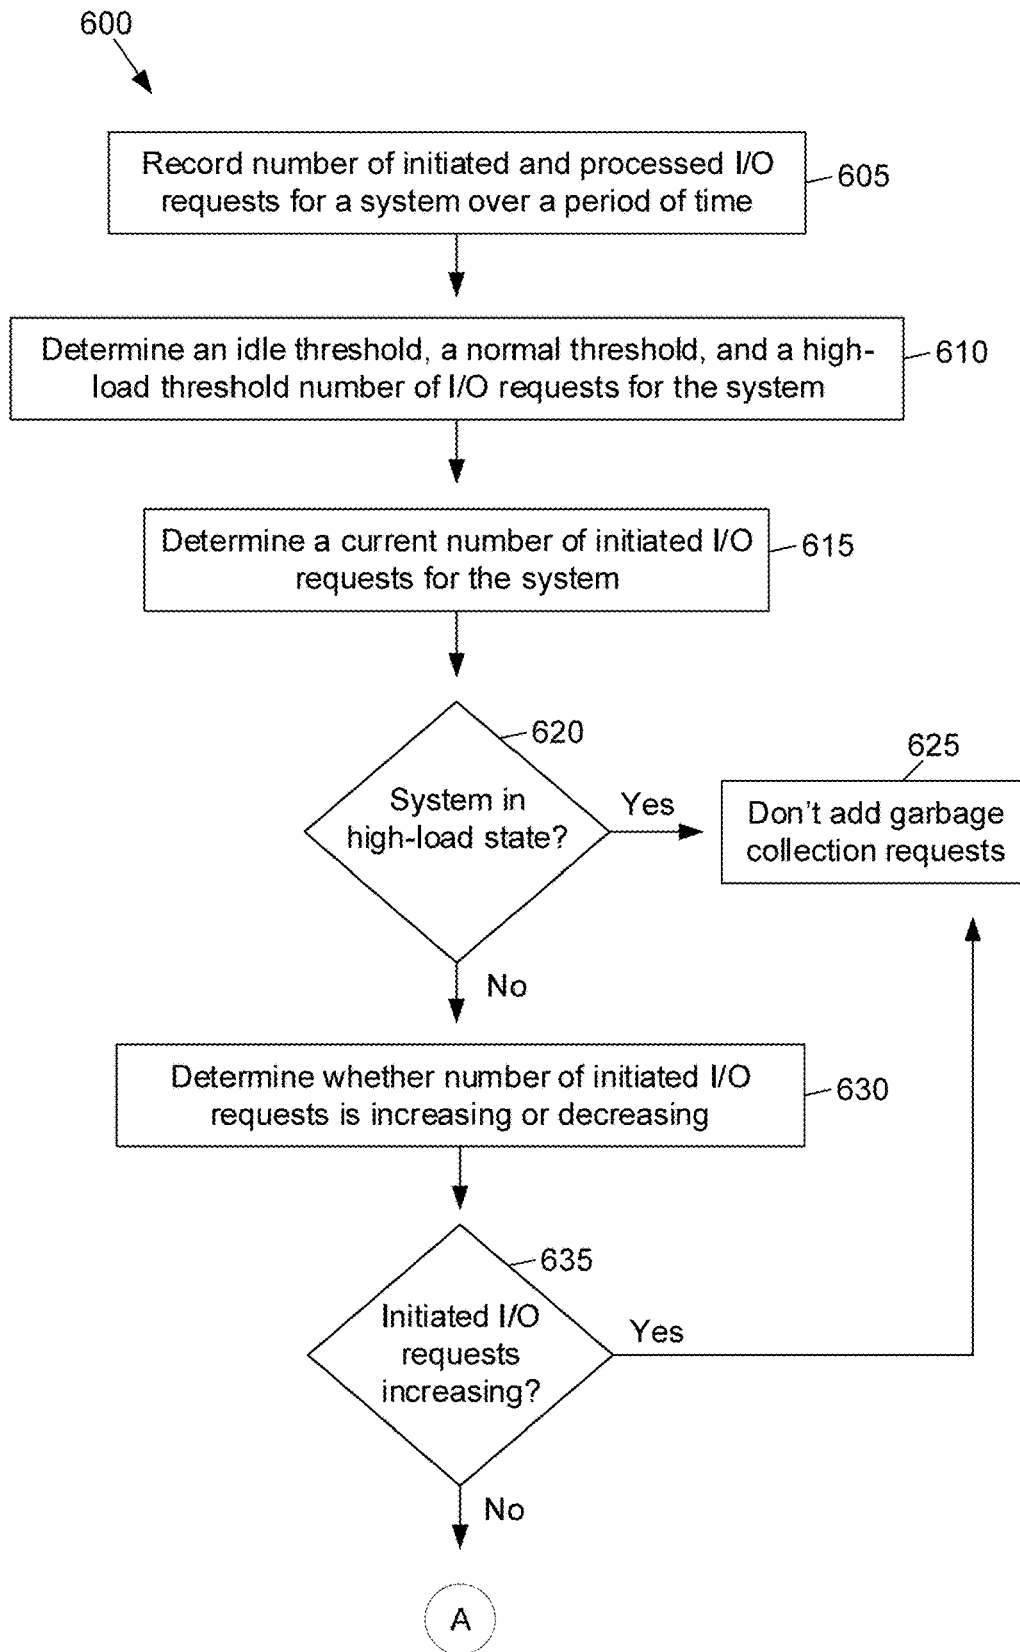 600
Record number of initiated and processed I/O
requests for a system over a period of time
605
Determine an idle threshold, a normal threshold, and a high-
load threshold number of I/O requests for the system
610
Determine a current number of initiated I/O
requests for the system
615
620
System in
high-load state?
Yes
625
Don't add garbage
collection requests
No
Determine whether number of initiated I/O
requests is increasing or decreasing
630
635
Initiated I/O
requests
increasing?
Yes
No
A